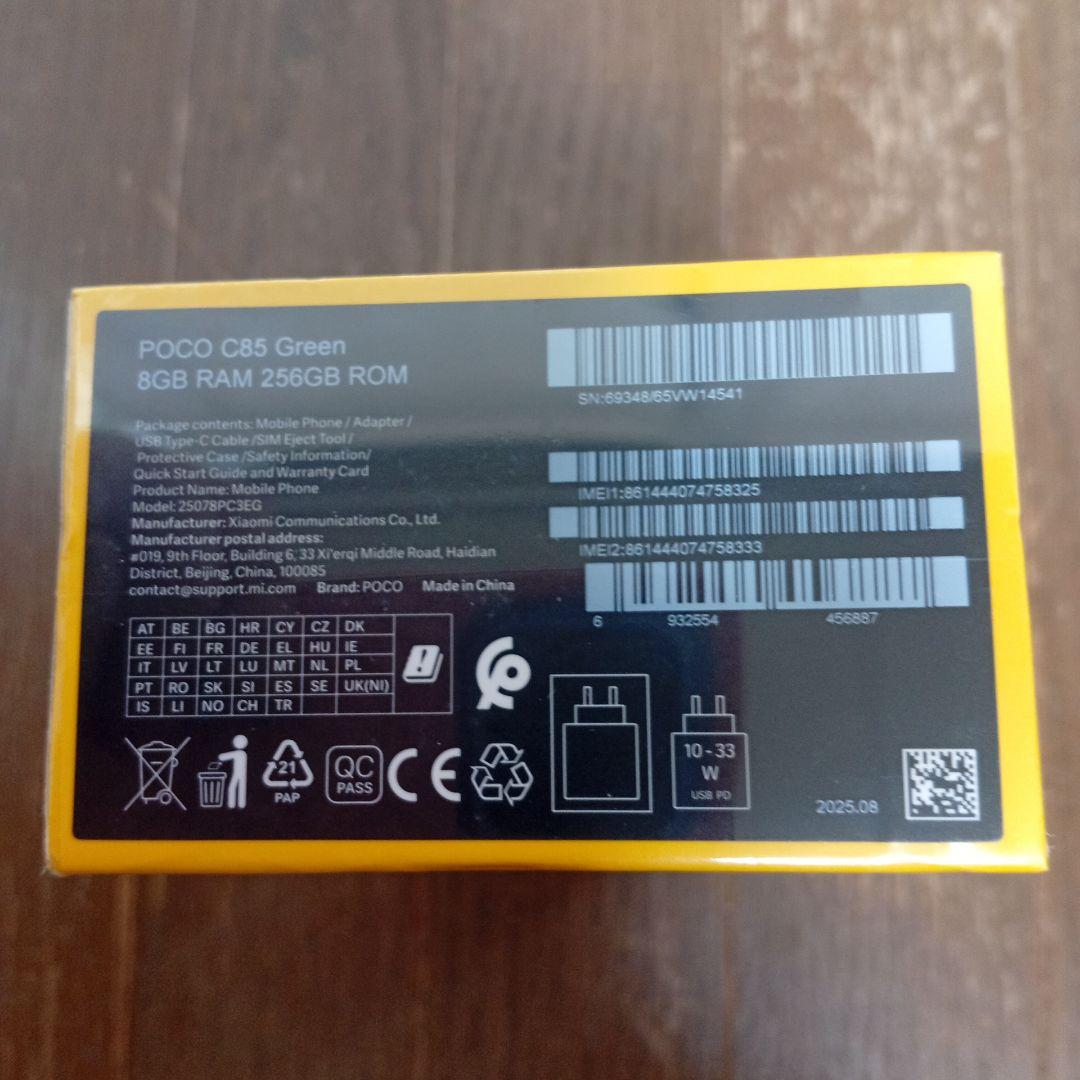 POCO C85 Green
8GB RAM 256GB ROM
Package contents: Mobile Phone / Adapter /
USB Type-C Cable /SIM Eject Tool /
Protective Case /Safety Information/
Quick Start Guide and Warranty Card
Product Name: Mobile Phone
Model: 25078PC3EG
Manufacturer: Xiaomi Communications Co., Ltd.
Manufacturer postal address:
#019, 9th Floor, Building 6, 33 Xi'erqi Middle Road, Haidian
District, Beijing, China, 100085
contact@support.mi.com Brand: POCO Made in China
SN:69348/65VW14541
IMEI1:861444074758325
IMEI2:861444074758333
6 932554 456887
AT BE BG HR CY CZ DK
EE FI FR DE EL HU IE
IT LV LT LU MT NL PL
PT RO SK SI ES SE UK(NI)
IS LI NO CH TR
21
PAP
QC
PASS
CE
10 - 33
W
USB PD
2025.08